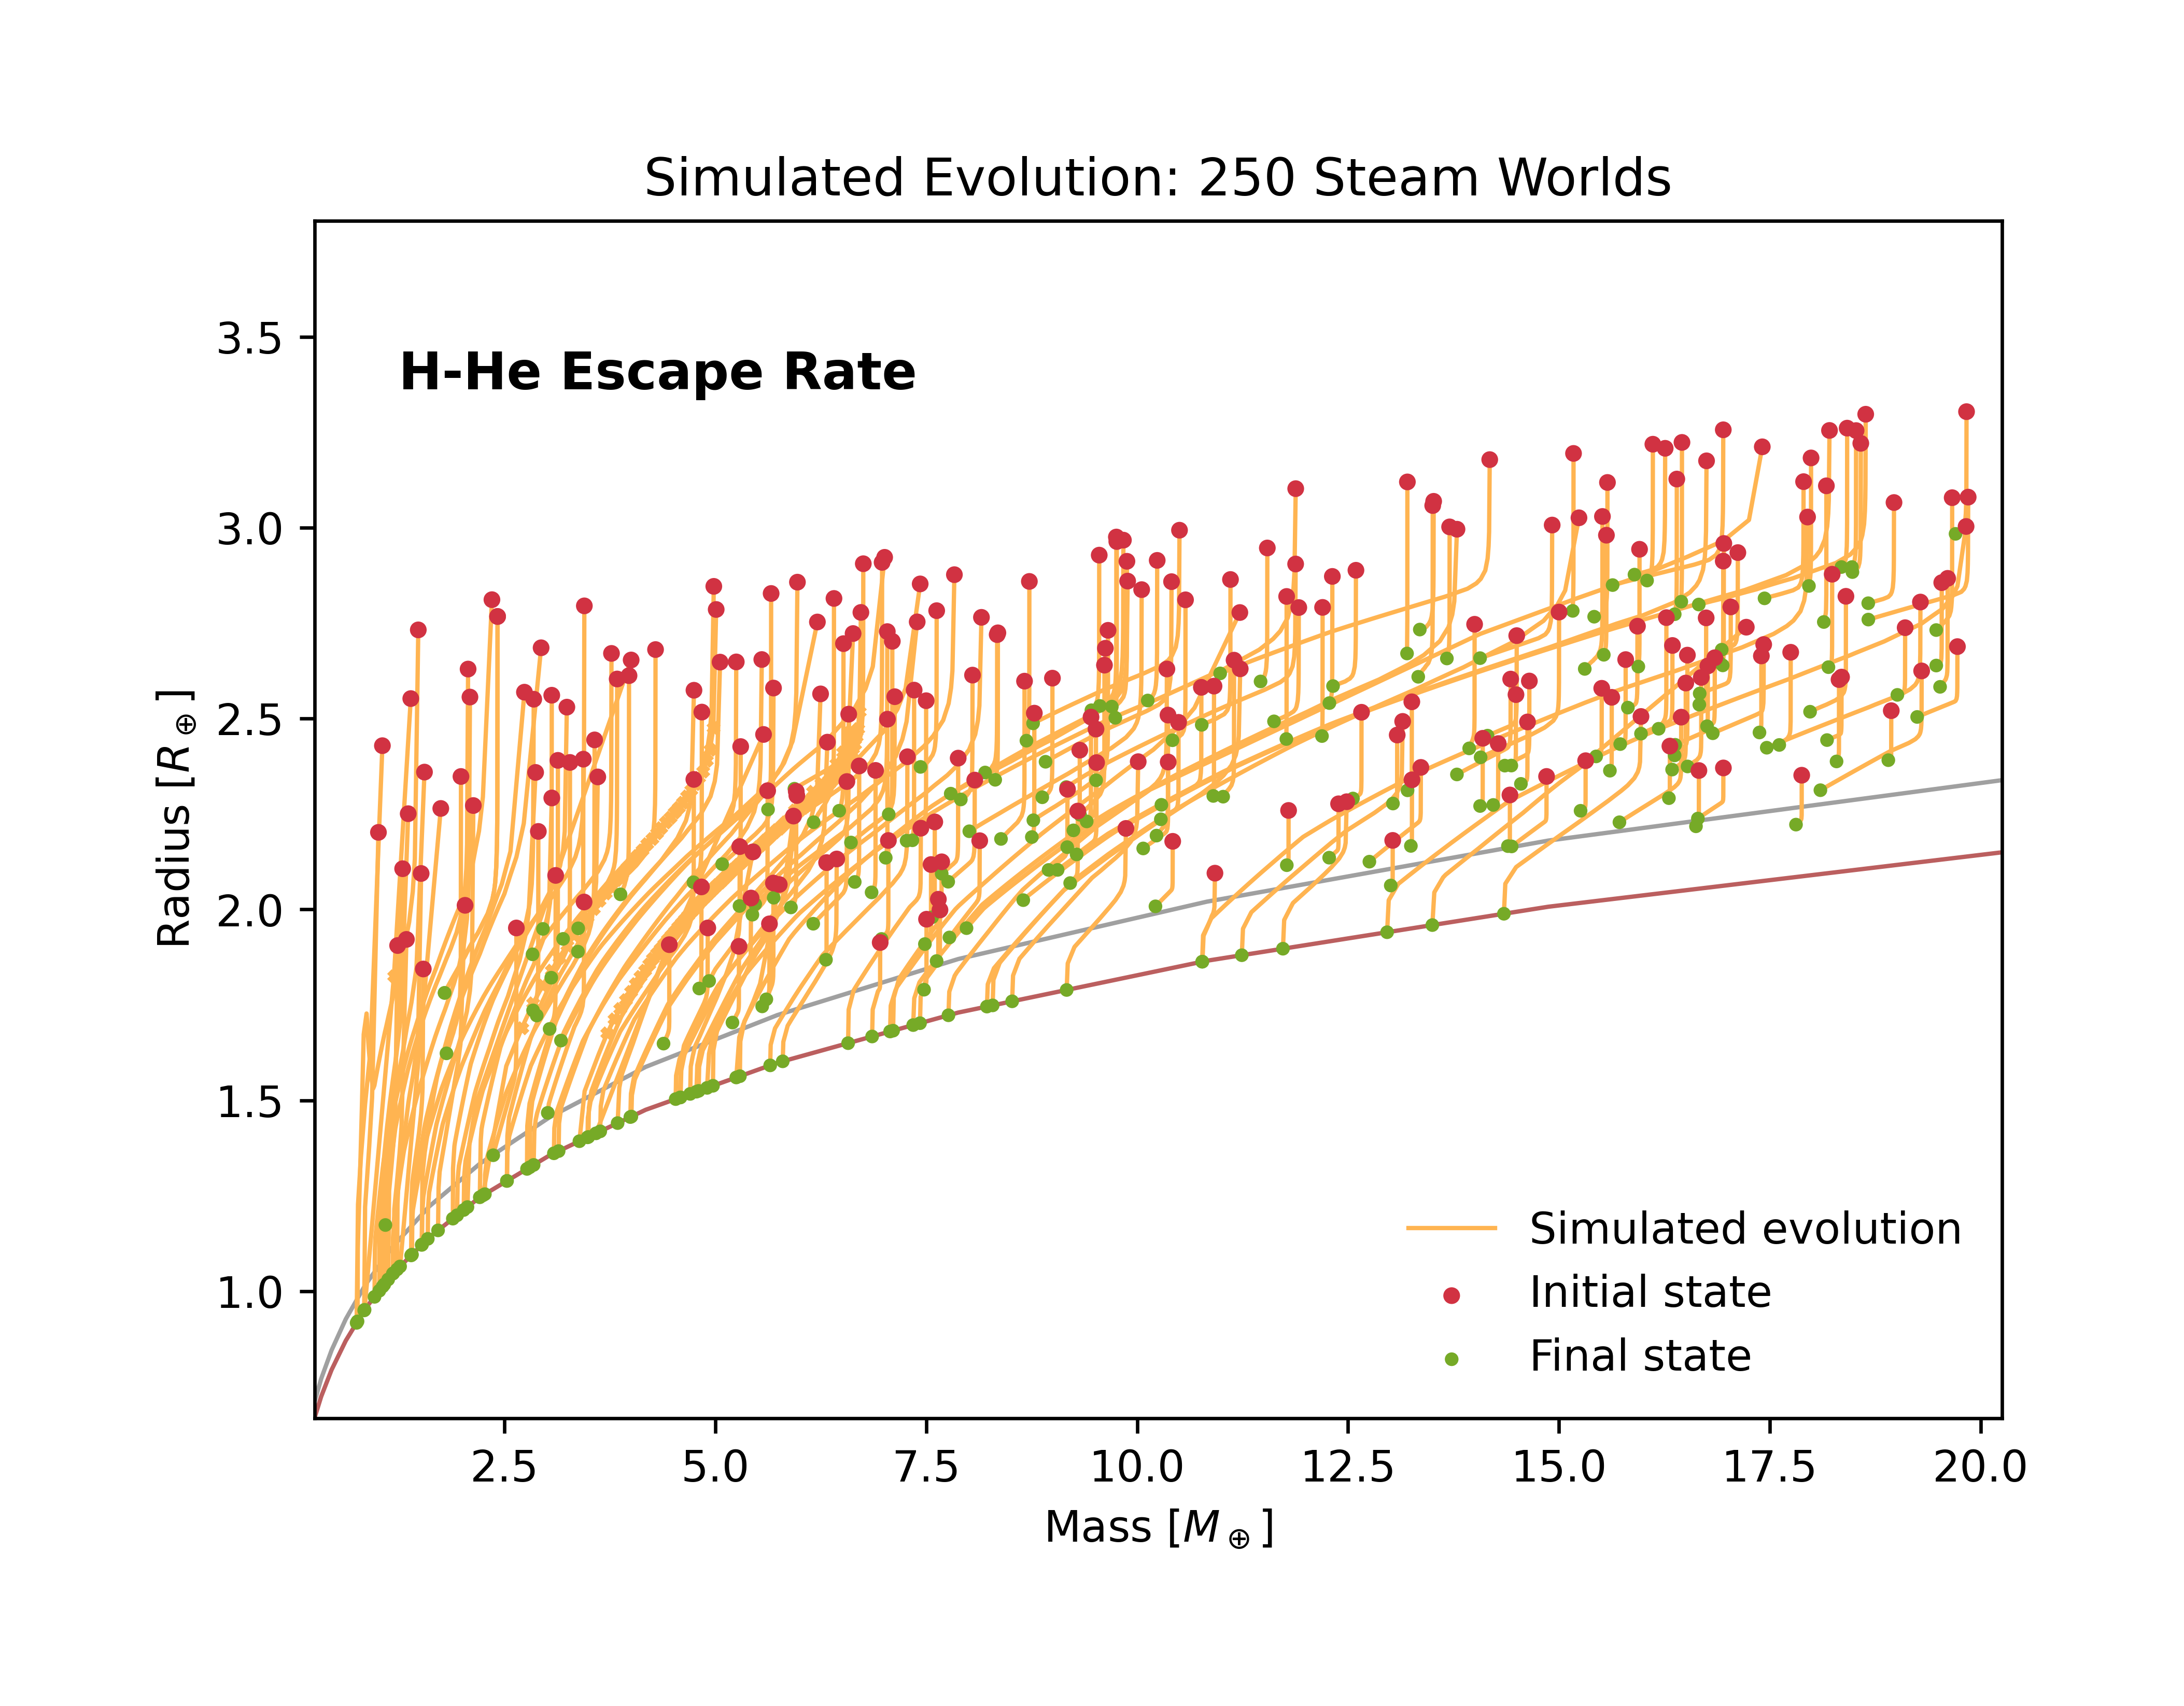 Simulated Evolution: 250 Steam Worlds
H-He Escape Rate
Radius [R⊕]
3.5
3.0
2.5
2.0
1.5
1.0
Simulated evolution
Initial state
Final state
2.5 5.0 7.5 10.0 12.5 15.0 17.5 20.0
Mass [M⊕]